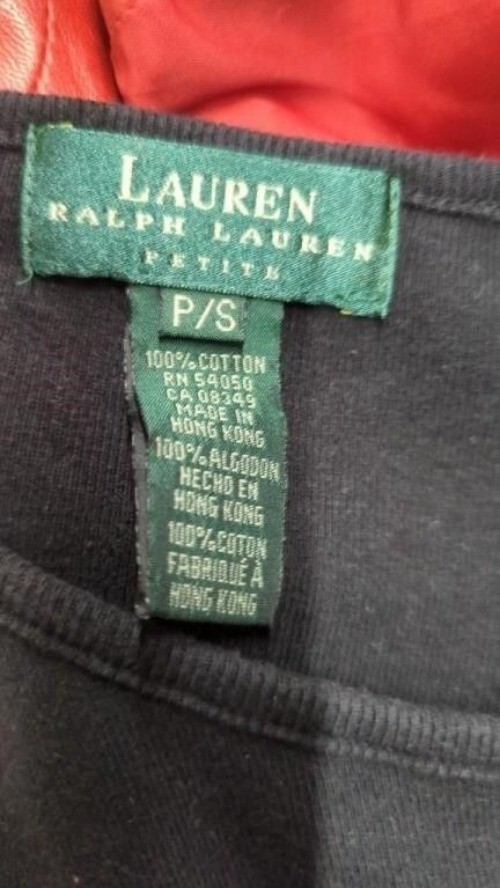 LAUREN
RALPH LAUREN
PETITE
P/S
100% COTTON
RN 54050
CA 08349
MADE IN
HONG KONG
100% ALGODON
HECHO EN
HONG KONG
100% COTON
FABRIQUÉ À
HONG KONG